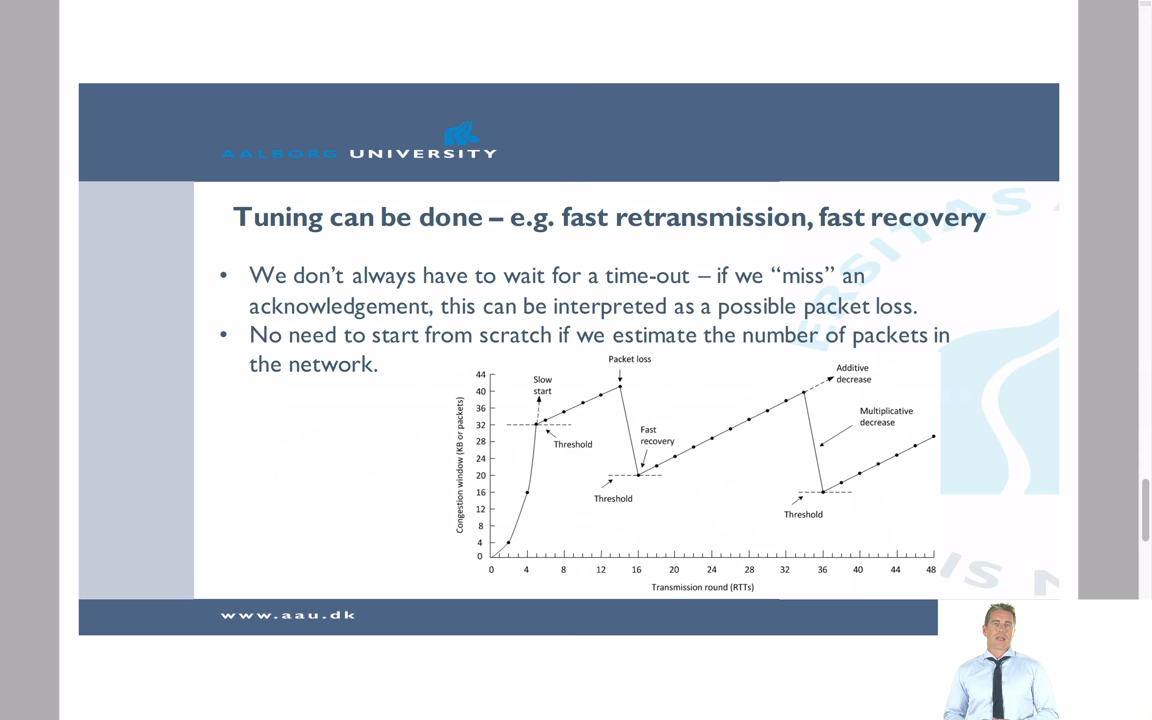 AALBORG UNIVERSITY
Tuning can be done – e.g. fast retransmission, fast recovery
• We don’t always have to wait for a time-out – if we “miss” an
acknowledgement, this can be interpreted as a possible packet loss.
• No need to start from scratch if we estimate the number of packets in
the network.
Packet loss
Slow
start
Additive
decrease
Multiplicative
decrease
Fast
recovery
Threshold
Threshold
Threshold
Congestion window (KB or packets)
44
40
36
32
28
24
20
16
12
8
4
0
0 4 8 12 16 20 24 28 32 36 40 44 48
Transmission round (RTTs)
ERSITAS A
IS N
www.aau.dk